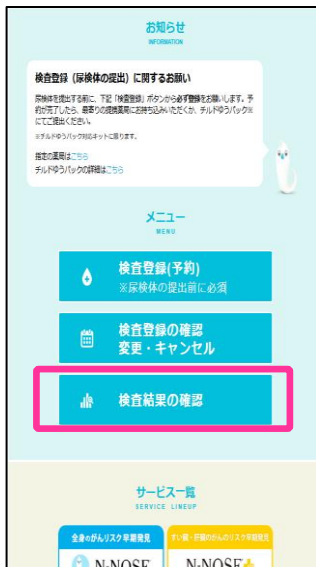 お知らせ
INFORMATION
検査登録（尿検体の提出）に関するお願い
尿検体を提出する前に、下記「検査登録」ボタンから必ず登録をお願いします。予
約が完了したら、最寄りの提携薬局にお持ち込みいただくか、チルドゆうパック※
にてご提出ください。
※チルドゆうパック対応キットに限ります。
指定の薬局はこちら
チルドゆうパックの詳細はこちら
メニュー
MENU
検査登録(予約)
※尿検体の提出前に必須
検査登録の確認
変更・キャンセル
検査結果の確認
サービス一覧
SERVICE LINEUP
全身のがんリスク早期発見
すい臓・肝臓のがんのリスク早期発見
N-NOSE
N-NOSE+